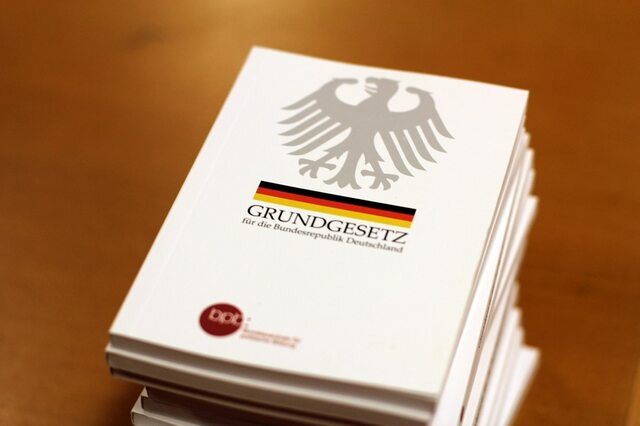 GRUNDGESETZ
für die Bundesrepublik Deutschland
bpb